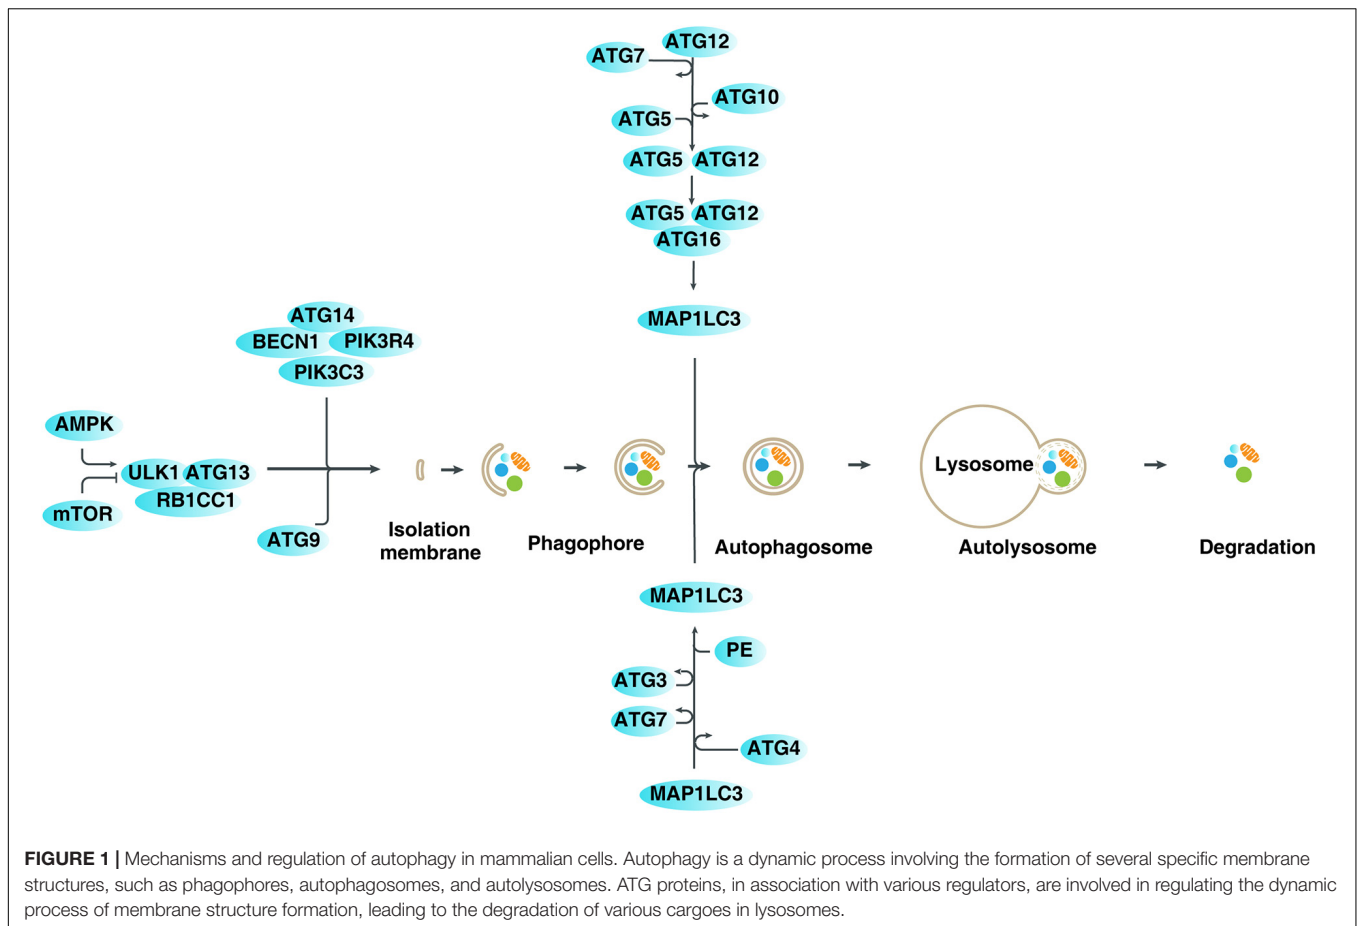 ATG12
ATG7
ATG10
ATG5
ATG5 ATG12
ATG5 ATG12
ATG16
MAP1LC3
ATG14
BECN1 PIK3R4
PIK3C3
AMPK
ULK1 ATG13
RB1CC1
mTOR
ATG9
Isolation
membrane
Phagophore
Autophagosome
Lysosome
Autolysosome
Degradation
MAP1LC3
PE
ATG3
ATG7
ATG4
MAP1LC3
FIGURE 1 | Mechanisms and regulation of autophagy in mammalian cells. Autophagy is a dynamic process involving the formation of several specific membrane
structures, such as phagophores, autophagosomes, and autolysosomes. ATG proteins, in association with various regulators, are involved in regulating the dynamic
process of membrane structure formation, leading to the degradation of various cargoes in lysosomes.